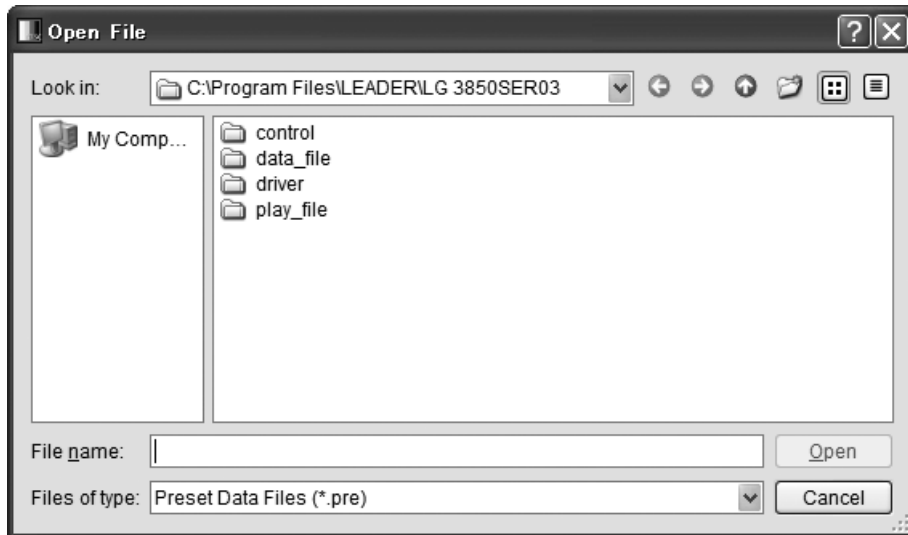 Open File
Look in: C:\Program Files\LEADER\LG 3850SER03
My Comp...
control
data_file
driver
play_file
File name: Open
Files of type: Preset Data Files (*.pre) Cancel